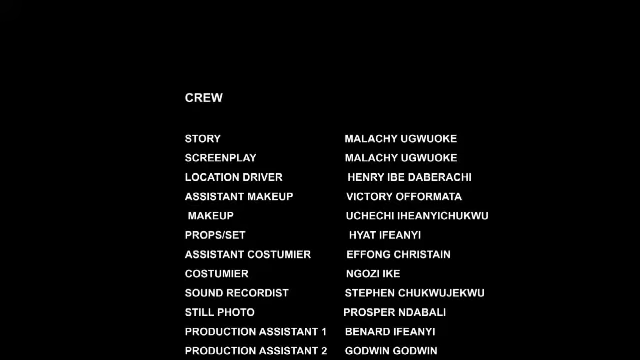 CREW
STORY MALACHY UGWUOKE
SCREENPLAY MALACHY UGWUOKE
LOCATION DRIVER HENRY IBE DABERACHI
ASSISTANT MAKEUP VICTORY OFFORMATA
MAKEUP UCHECHI IHEANYICHUKWU
PROPS/SET HYAT IFEANYI
ASSISTANT COSTUMIER EFFONG CHRISTAIN
COSTUMIER NGOZI IKE
SOUND RECORDIST STEPHEN CHUKWUJEKWU
STILL PHOTO PROSPER NDABALI
PRODUCTION ASSISTANT 1 BENARD IFEANYI
PRODUCTION ASSISTANT 2 GODWIN GODWIN